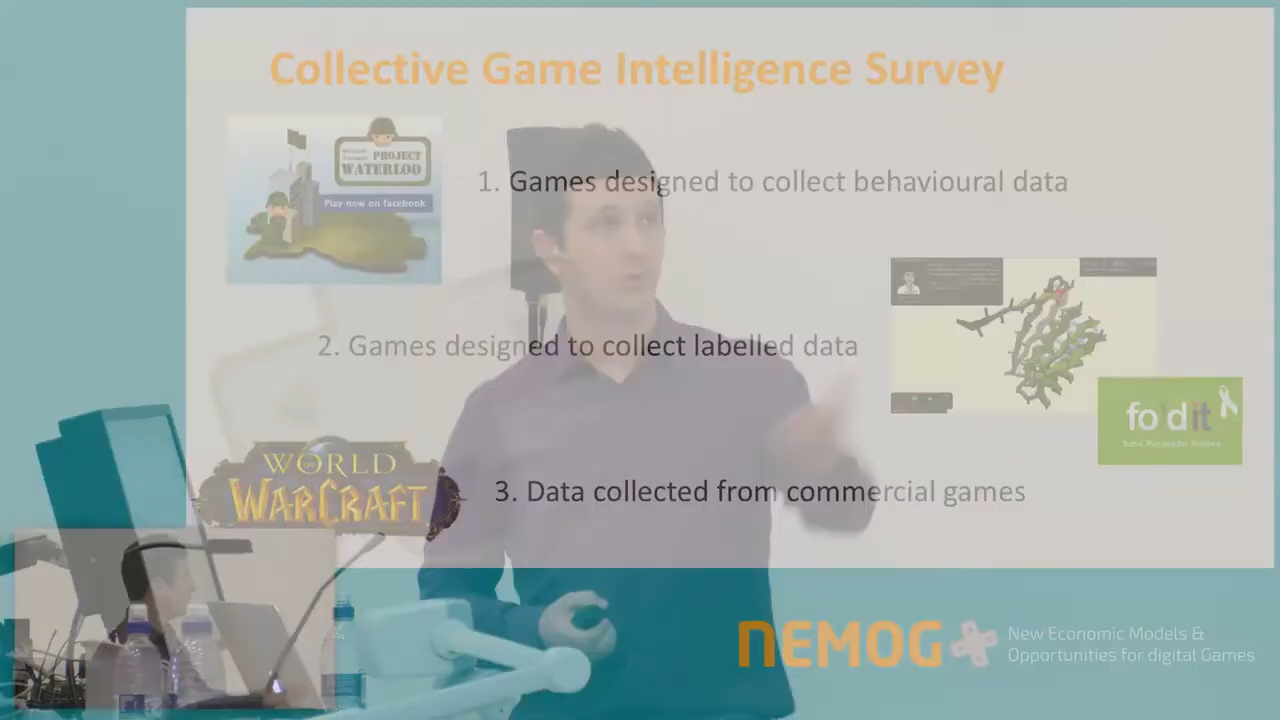 Collective Game Intelligence Survey
PROJECT
WATERLOO
Play now on facebook
1. Games designed to collect behavioural data
2. Games designed to collect labelled data
foldit
3. Data collected from commercial games
WORLD
OF
WARCRAFT
NEMOG
New Economic Models &
Opportunities for digital Games